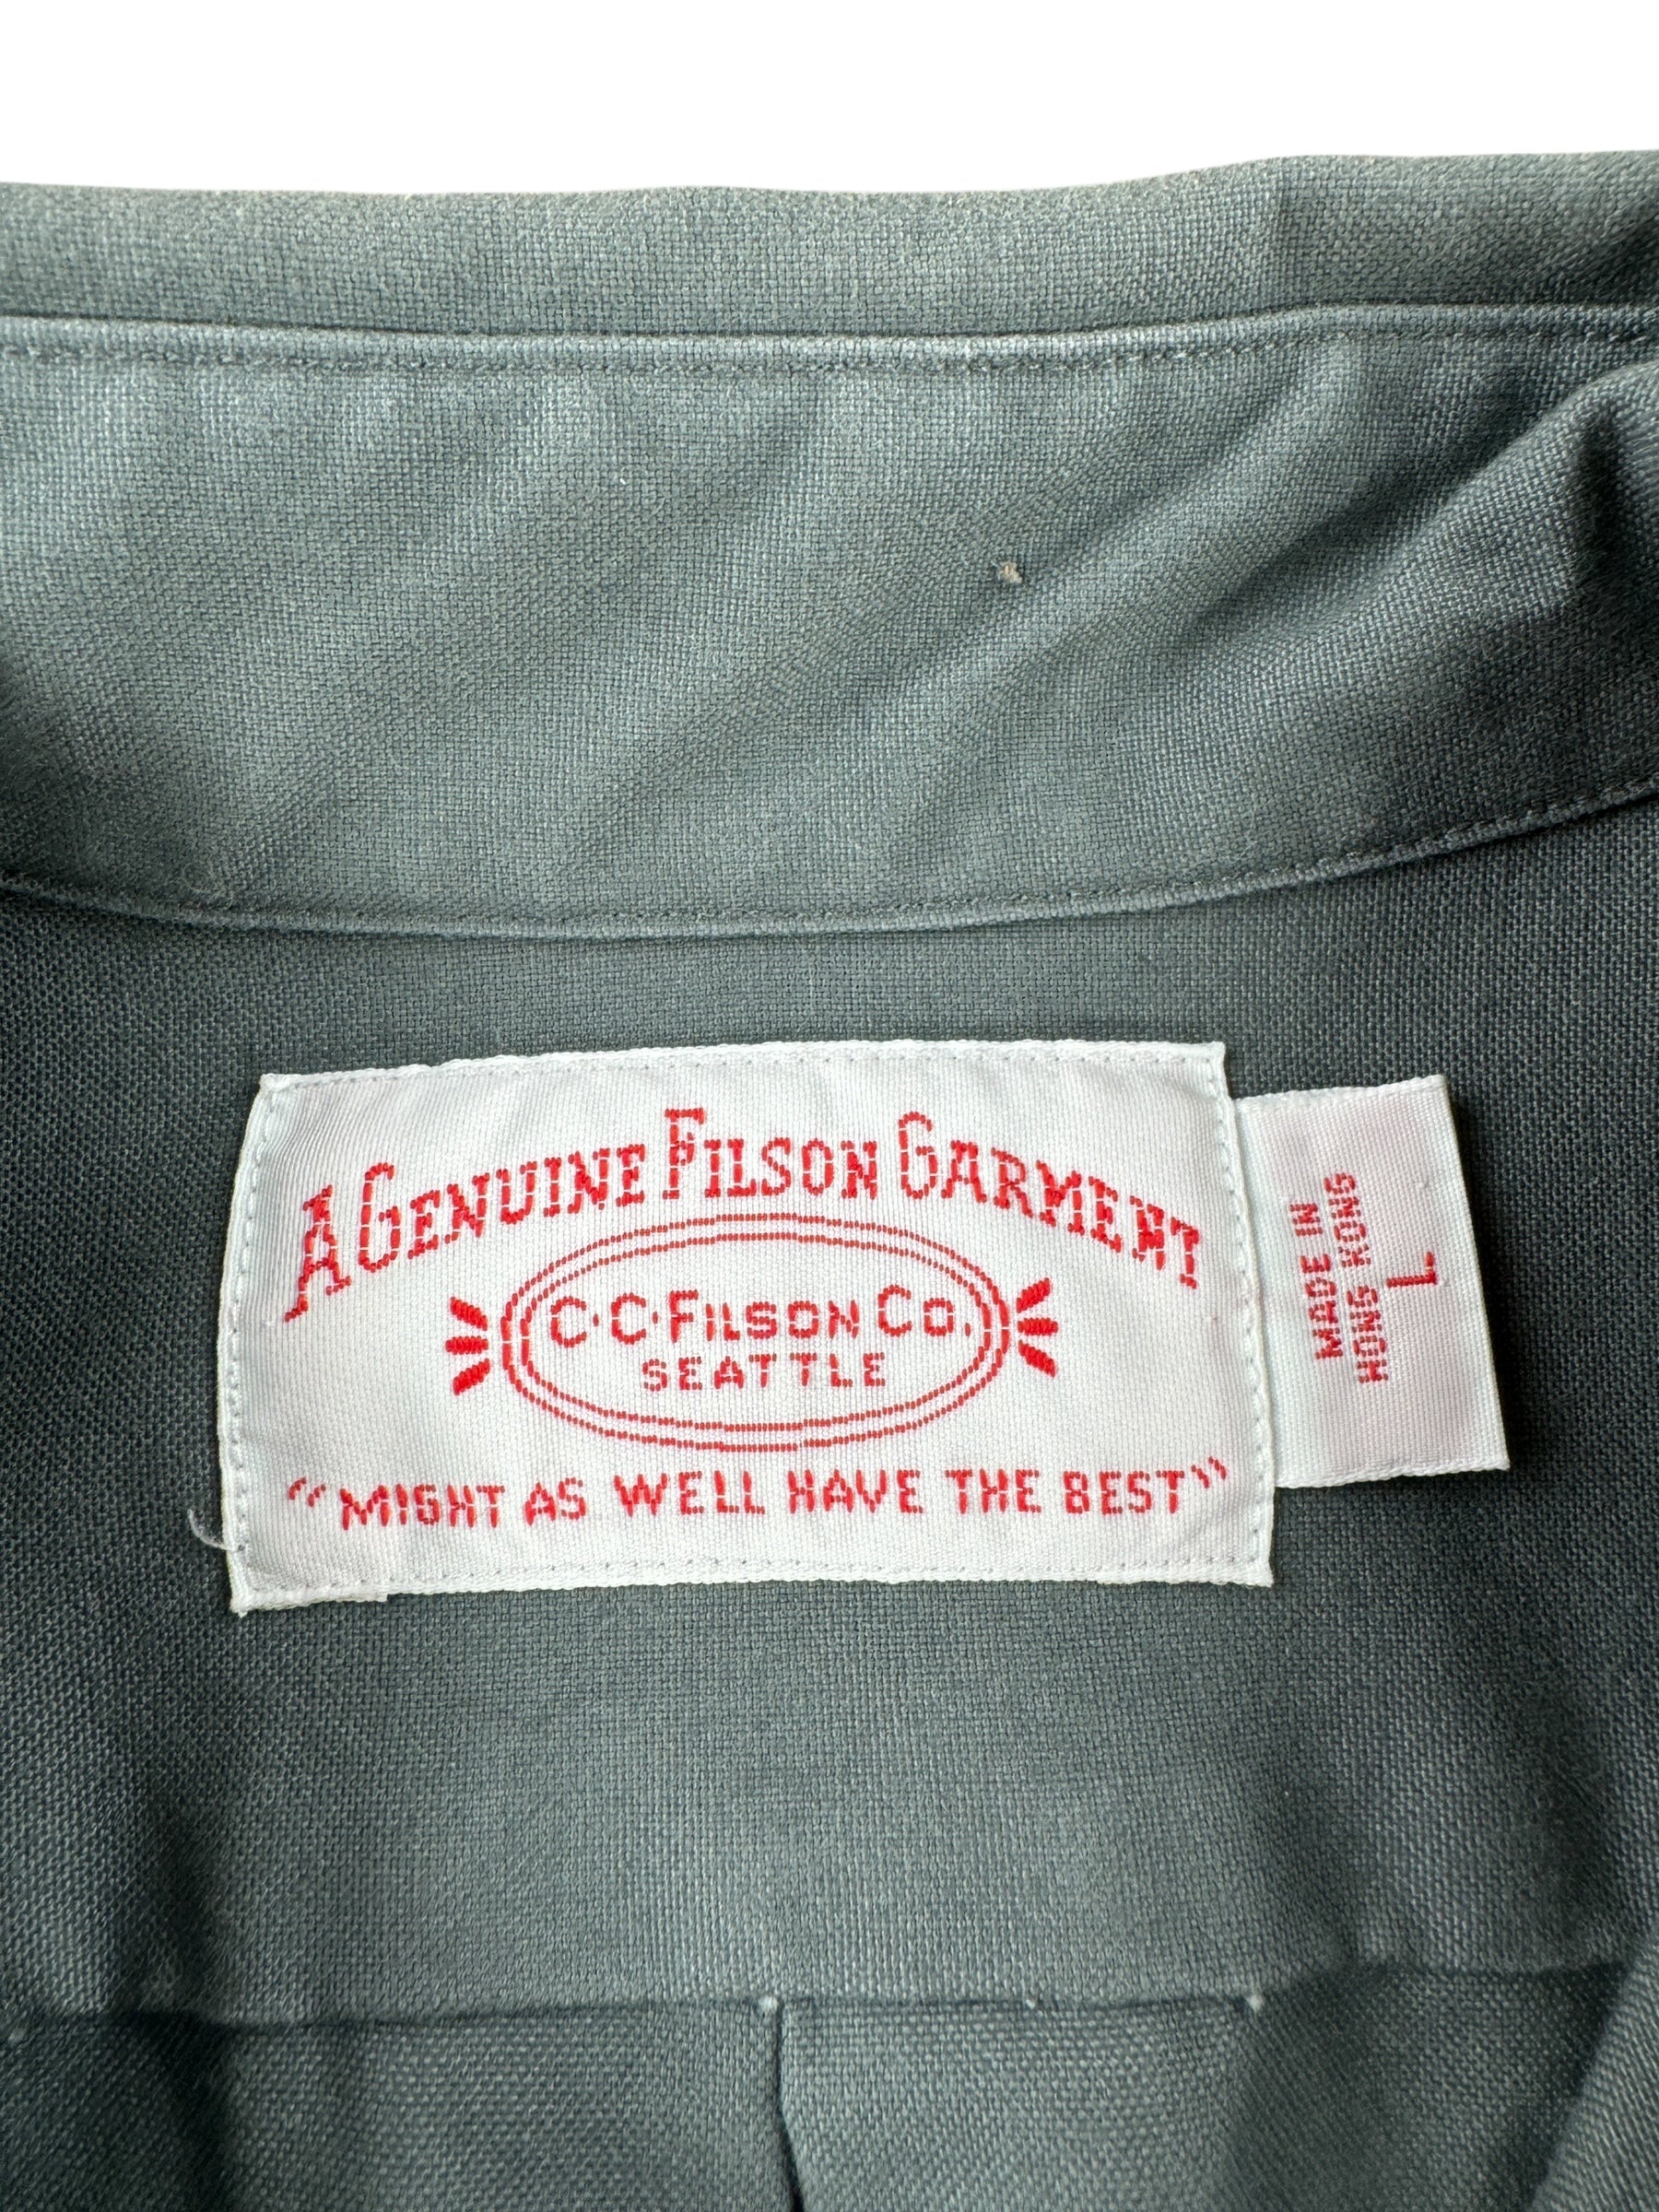 A GENUINE FILSON GARMENT
C·C·FILSON CO.
SEATTLE
"MIGHT AS WELL HAVE THE BEST"
MADE IN
HONG KONG
L